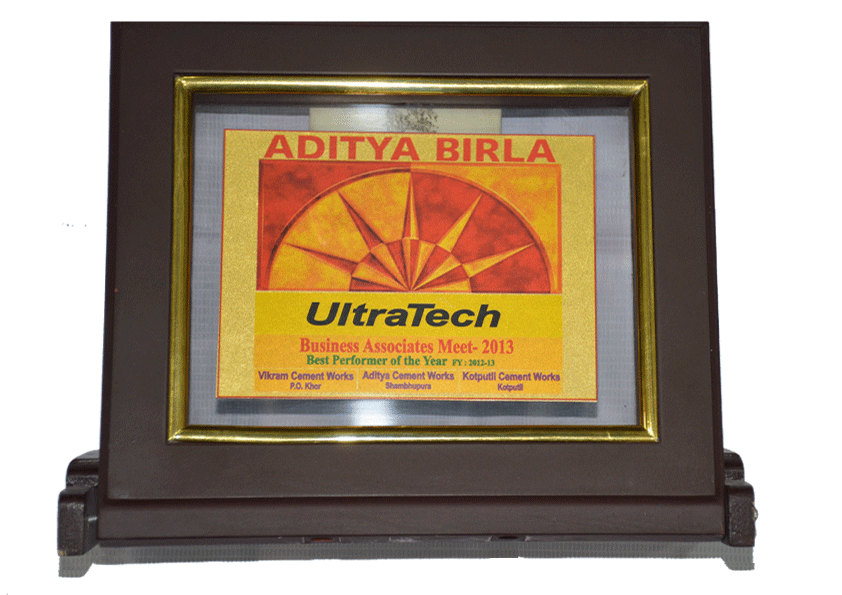 ADITYA BIRLA
UltraTech
Business Associates Meet- 2013
Best Performer of the Year FY : 2012-13
Vikram Cement Works Aditya Cement Works Kotputli Cement Works
P.O. Khor Shambhupura Kotputli